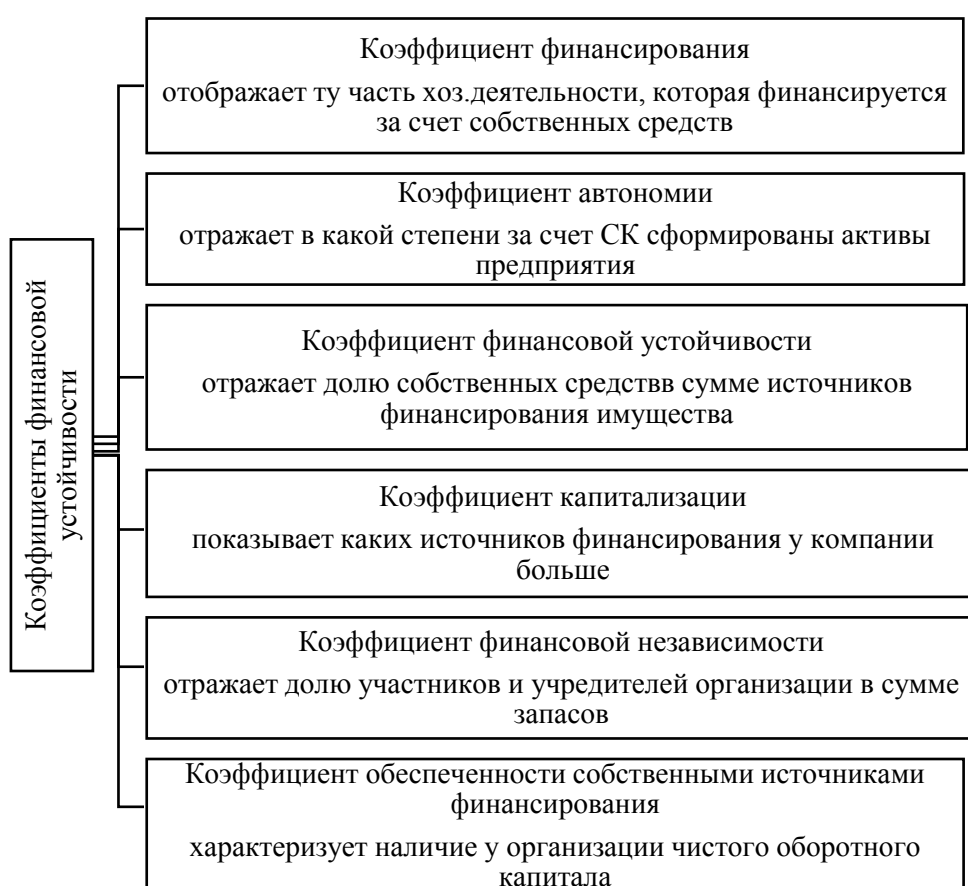 Коэффициенты финансовой
устойчивости
Коэффициент финансирования
отображает ту часть хоз.деятельности, которая финансируется
за счет собственных средств
Коэффициент автономии
отражает в какой степени за счет СК сформированы активы
предприятия
Коэффициент финансовой устойчивости
отражает долю собственных средствв сумме источников
финансирования имущества
Коэффициент капитализации
показывает каких источников финансирования у компании
больше
Коэффициент финансовой независимости
отражает долю участников и учредителей организации в сумме
запасов
Коэффициент обеспеченности собственными источниками
финансирования
характеризует наличие у организации чистого оборотного
капитала